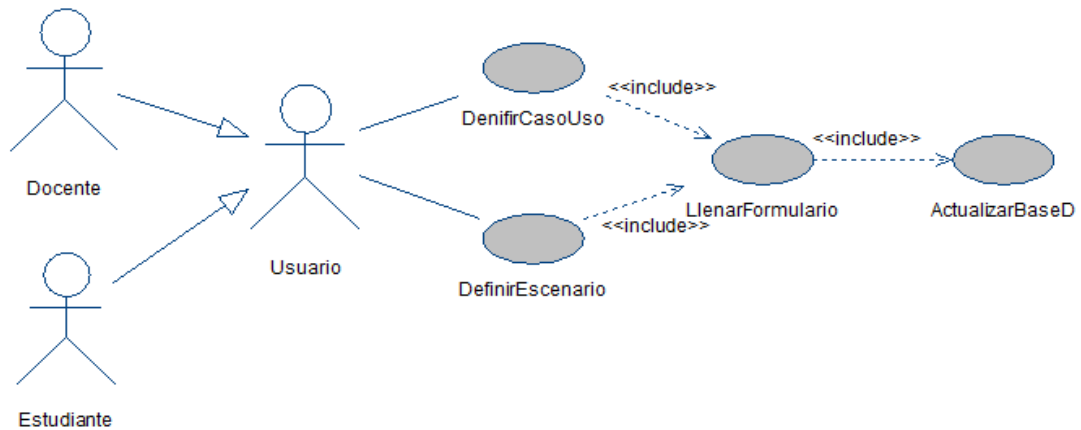 Docente
Estudiante
Usuario
DenifirCasoUso
DefinirEscenario
<<include>>
<<include>>
LlenarFormulario
<<include>>
ActualizarBaseD